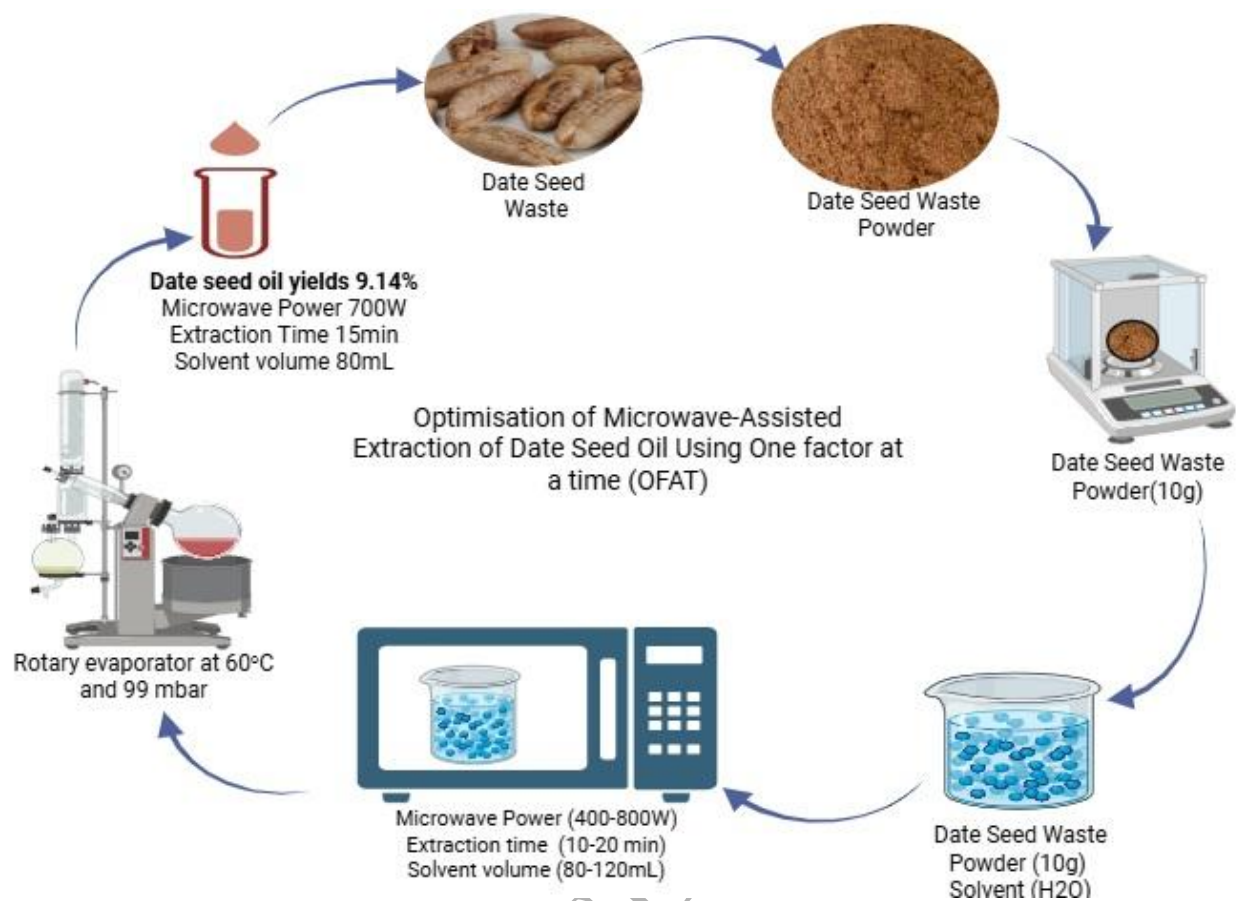 Date Seed
Waste
Date Seed Waste
Powder
Date Seed Waste
Powder(10g)
Date Seed Waste
Powder (10g)
Solvent (H2O)
Microwave Power (400-800W)
Extraction time (10-20 min)
Solvent volume (80-120mL)
Rotary evaporator at 60°C
and 99 mbar
Date seed oil yields 9.14%
Microwave Power 700W
Extraction Time 15min
Solvent volume 80mL
Optimisation of Microwave-Assisted
Extraction of Date Seed Oil Using One factor at
a time (OFAT)